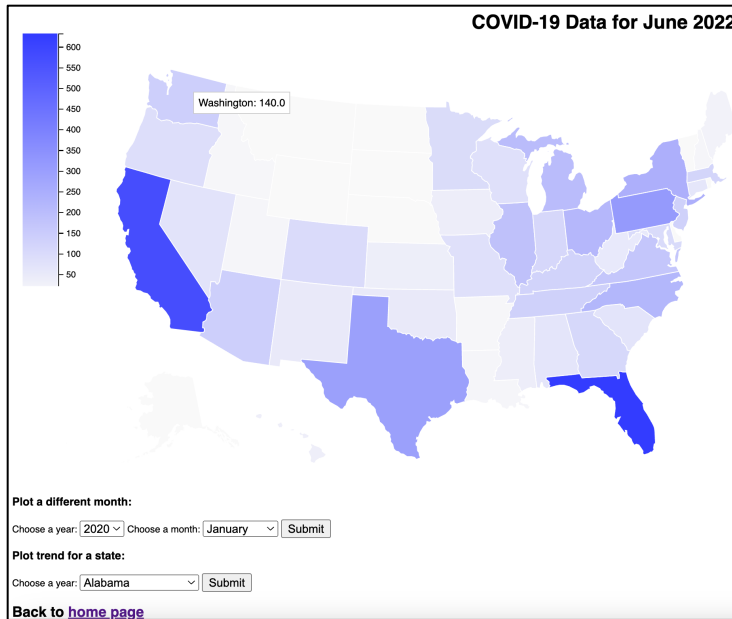 COVID-19 Data for June 2022
600
550
500
450
400
350
300
250
200
150
100
50
Washington: 140.0
Plot a different month:
Choose a year: 2020 Choose a month: January Submit
Plot trend for a state:
Choose a year: Alabama Submit
Back to home page